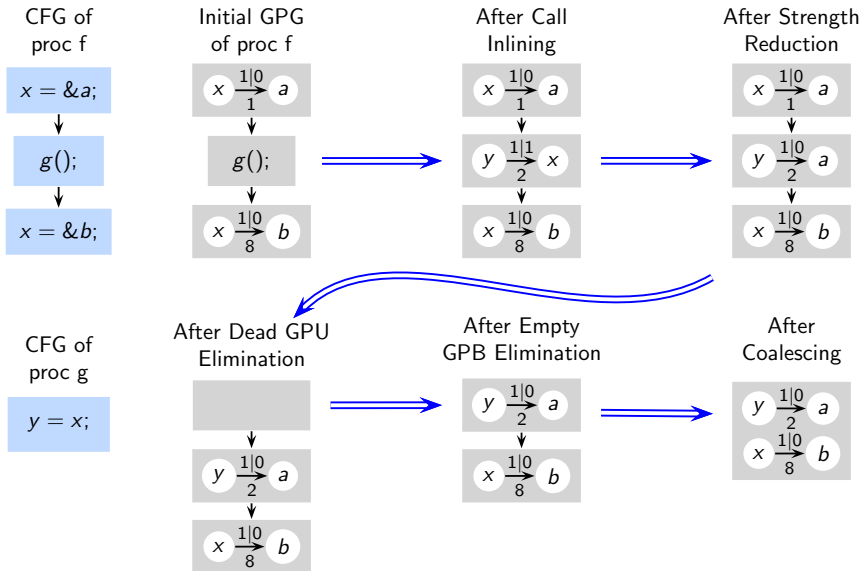 CFG of
proc f
x = &a;
g();
x = &b;
Initial GPG
of proc f
x 1|0 a
1
g();
x 1|0 b
8
After Call
Inlining
x 1|0 a
1
y 1|1 x
2
x 1|0 b
8
After Strength
Reduction
x 1|0 a
1
y 1|0 a
2
x 1|0 b
8
CFG of
proc g
y = x;
After Dead GPU
Elimination
y 1|0 a
2
x 1|0 b
8
After Empty
GPB Elimination
y 1|0 a
2
x 1|0 b
8
After
Coalescing
y 1|0 a
2
x 1|0 b
8